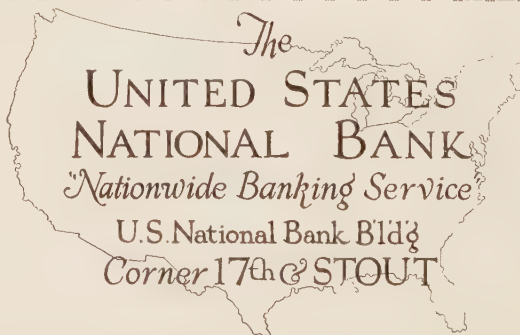 The
UNITED STATES
NATIONAL BANK
"Nationwide Banking Service
U.S. National Bank B'ld'g
Corner 17th & STOUT